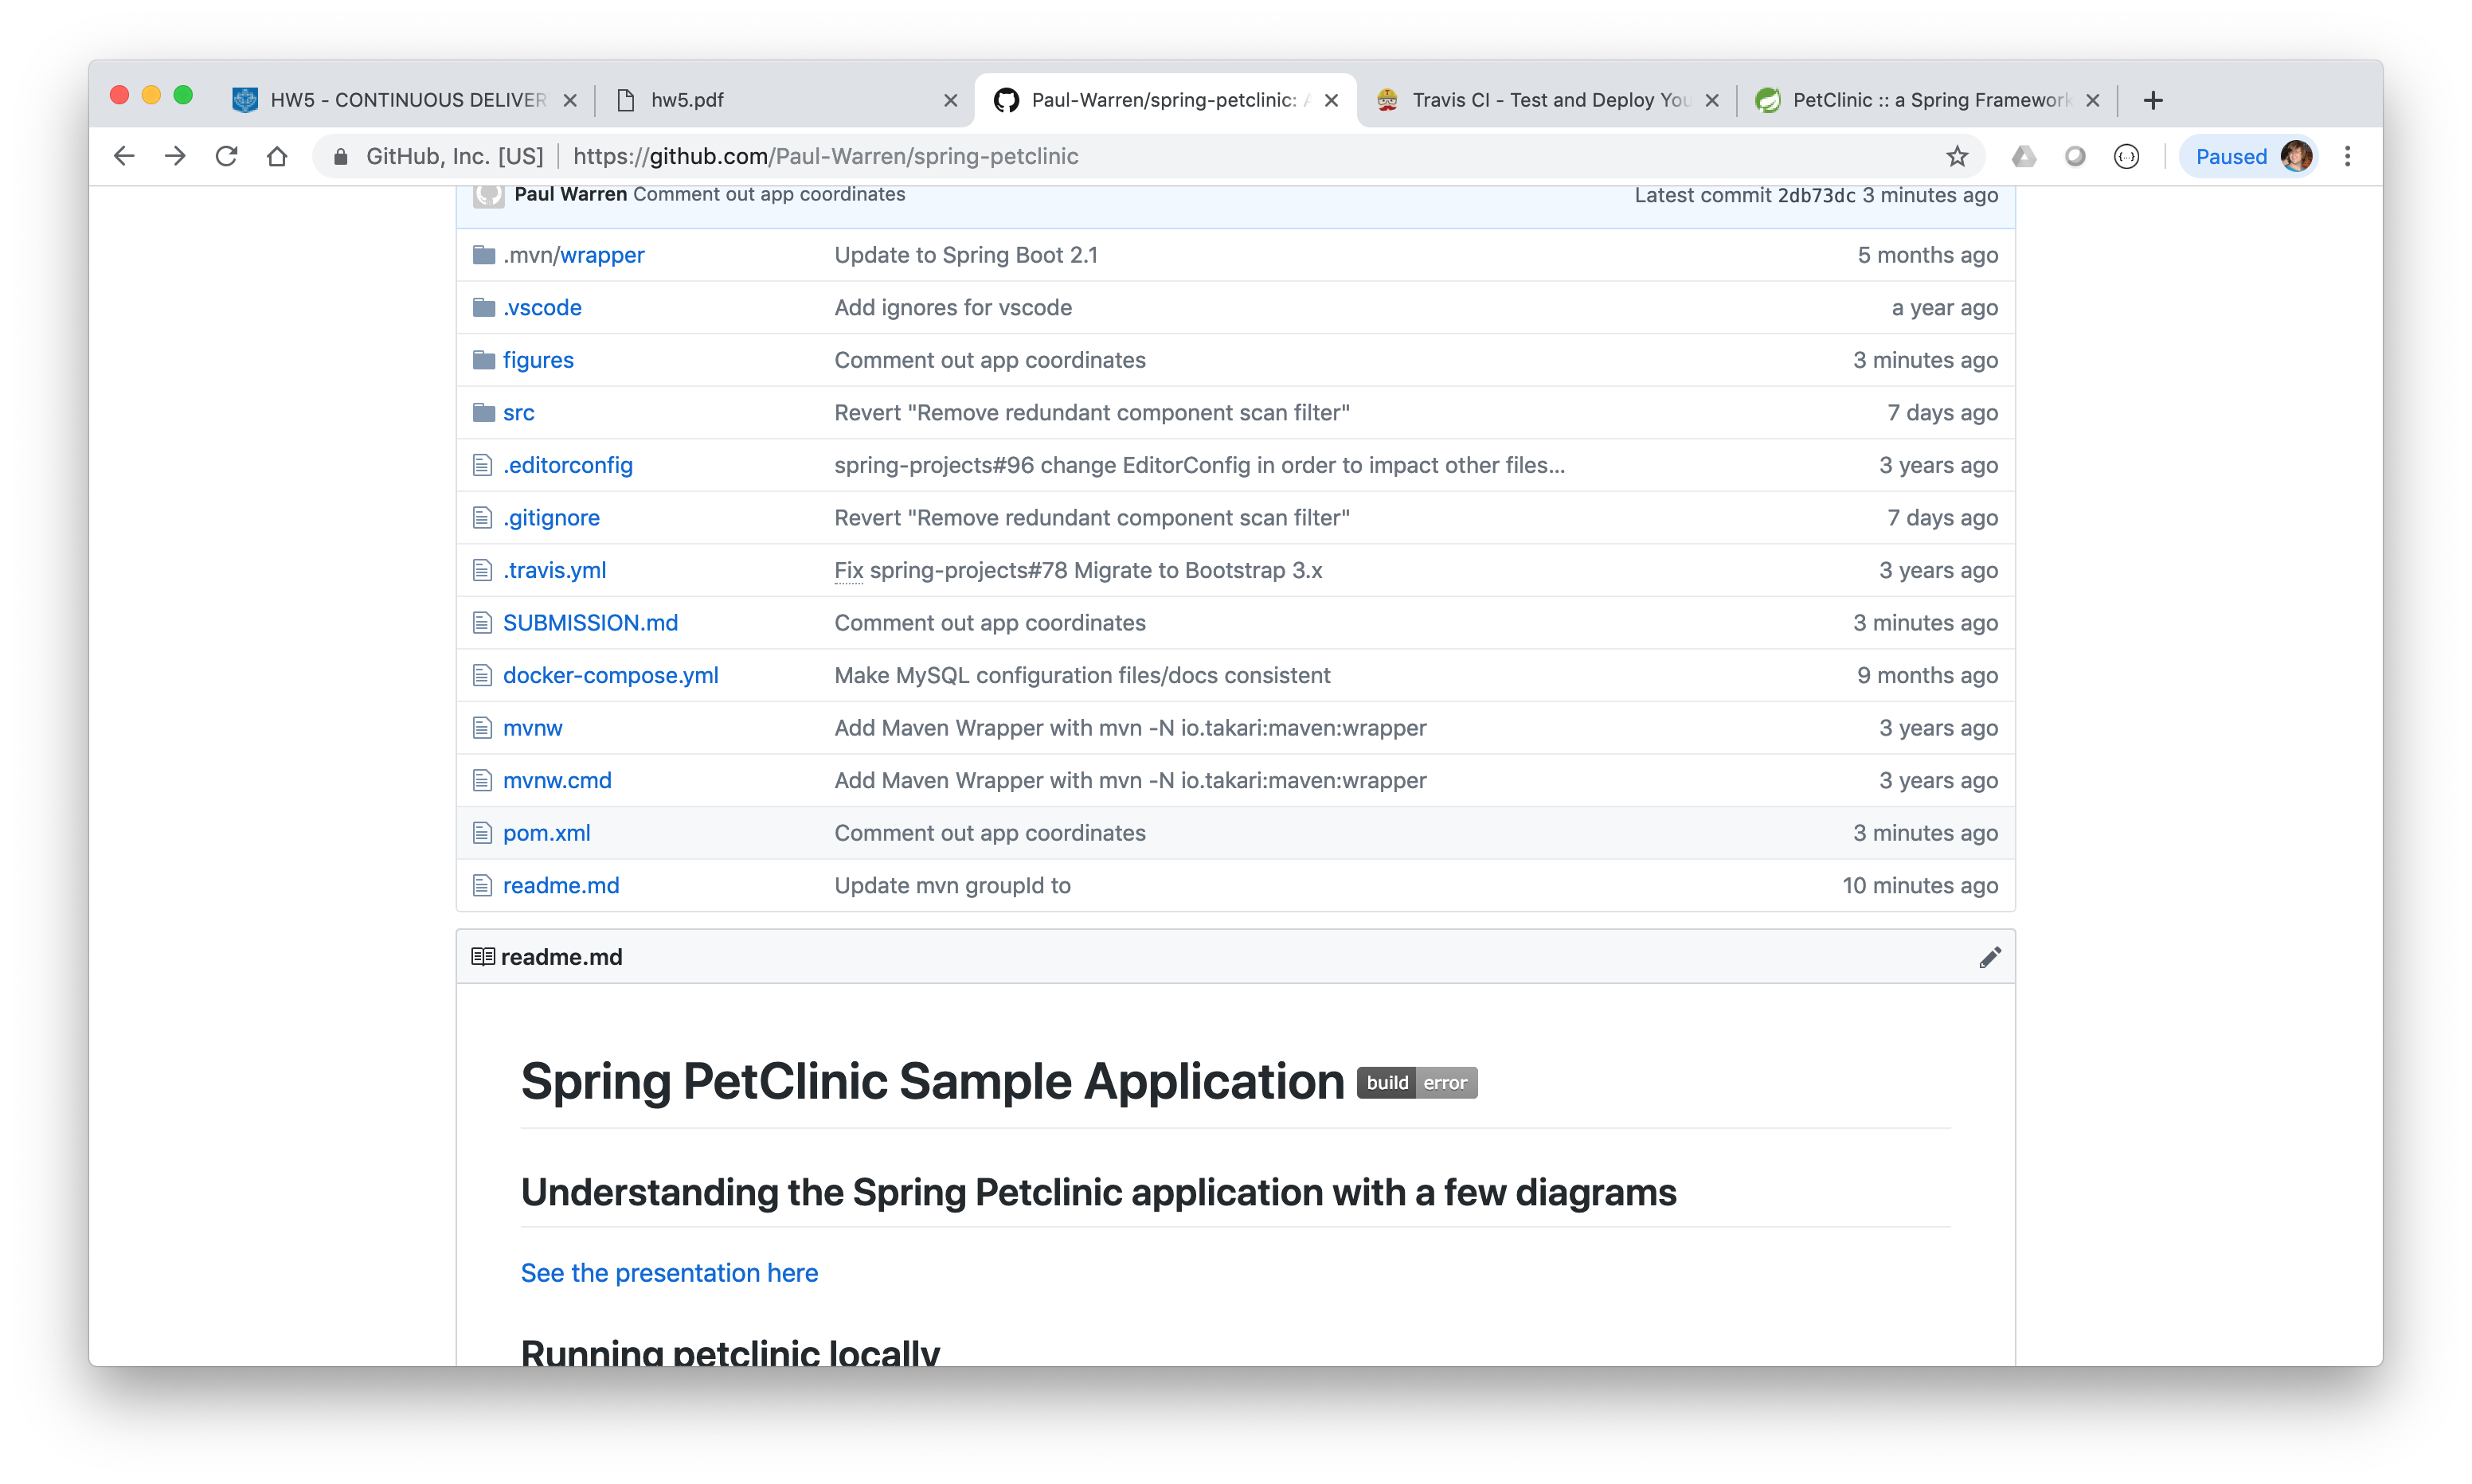 HW5 - CONTINUOUS DELIVER
hw5.pdf
Paul-Warren/spring-petclinic: A
Travis CI - Test and Deploy You
PetClinic :: a Spring Framework
GitHub, Inc. [US] https://github.com/Paul-Warren/spring-petclinic Paused
Paul Warren Comment out app coordinates Latest commit 2db73dc 3 minutes ago
.mvn/wrapper Update to Spring Boot 2.1 5 months ago
.vscode Add ignores for vscode a year ago
figures Comment out app coordinates 3 minutes ago
src Revert "Remove redundant component scan filter" 7 days ago
.editorconfig spring-projects#96 change EditorConfig in order to impact other files... 3 years ago
.gitignore Revert "Remove redundant component scan filter" 7 days ago
.travis.yml Fix spring-projects#78 Migrate to Bootstrap 3.x 3 years ago
SUBMISSION.md Comment out app coordinates 3 minutes ago
docker-compose.yml Make MySQL configuration files/docs consistent 9 months ago
mvnw Add Maven Wrapper with mvn -N io.takari:maven:wrapper 3 years ago
mvnw.cmd Add Maven Wrapper with mvn -N io.takari:maven:wrapper 3 years ago
pom.xml Comment out app coordinates 3 minutes ago
readme.md Update mvn groupId to 10 minutes ago
readme.md
Spring PetClinic Sample Application build error
Understanding the Spring Petclinic application with a few diagrams
See the presentation here
Running petclinic locally